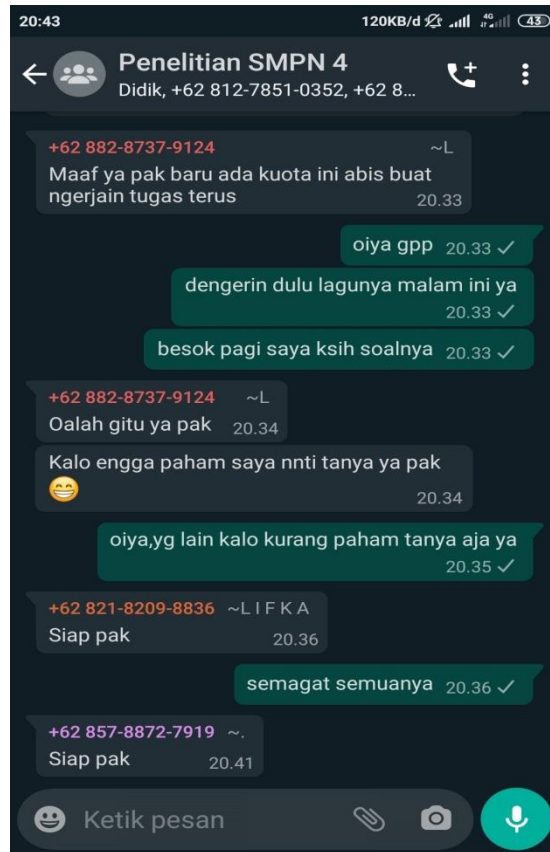 20:43 120KB/d 4G 43
Penelitian SMPN 4
Didik, +62 812-7851-0352, +62 8...
+62 882-8737-9124 ~L
Maaf ya pak baru ada kuota ini abis buat
ngerjain tugas terus 20.33
oiya gpp 20.33
dengerin dulu lagunya malam ini ya
20.33
besok pagi saya ksih soalnya 20.33
+62 882-8737-9124 ~L
Oalah gitu ya pak 20.34
Kalo engga paham saya nnti tanya ya pak
😁 20.34
oiya,yg lain kalo kurang paham tanya aja ya
20.35
+62 821-8209-8836 ~L I F K A
Siap pak 20.36
semagat semuanya 20.36
+62 857-8872-7919 ~.
Siap pak 20.41
Ketik pesan